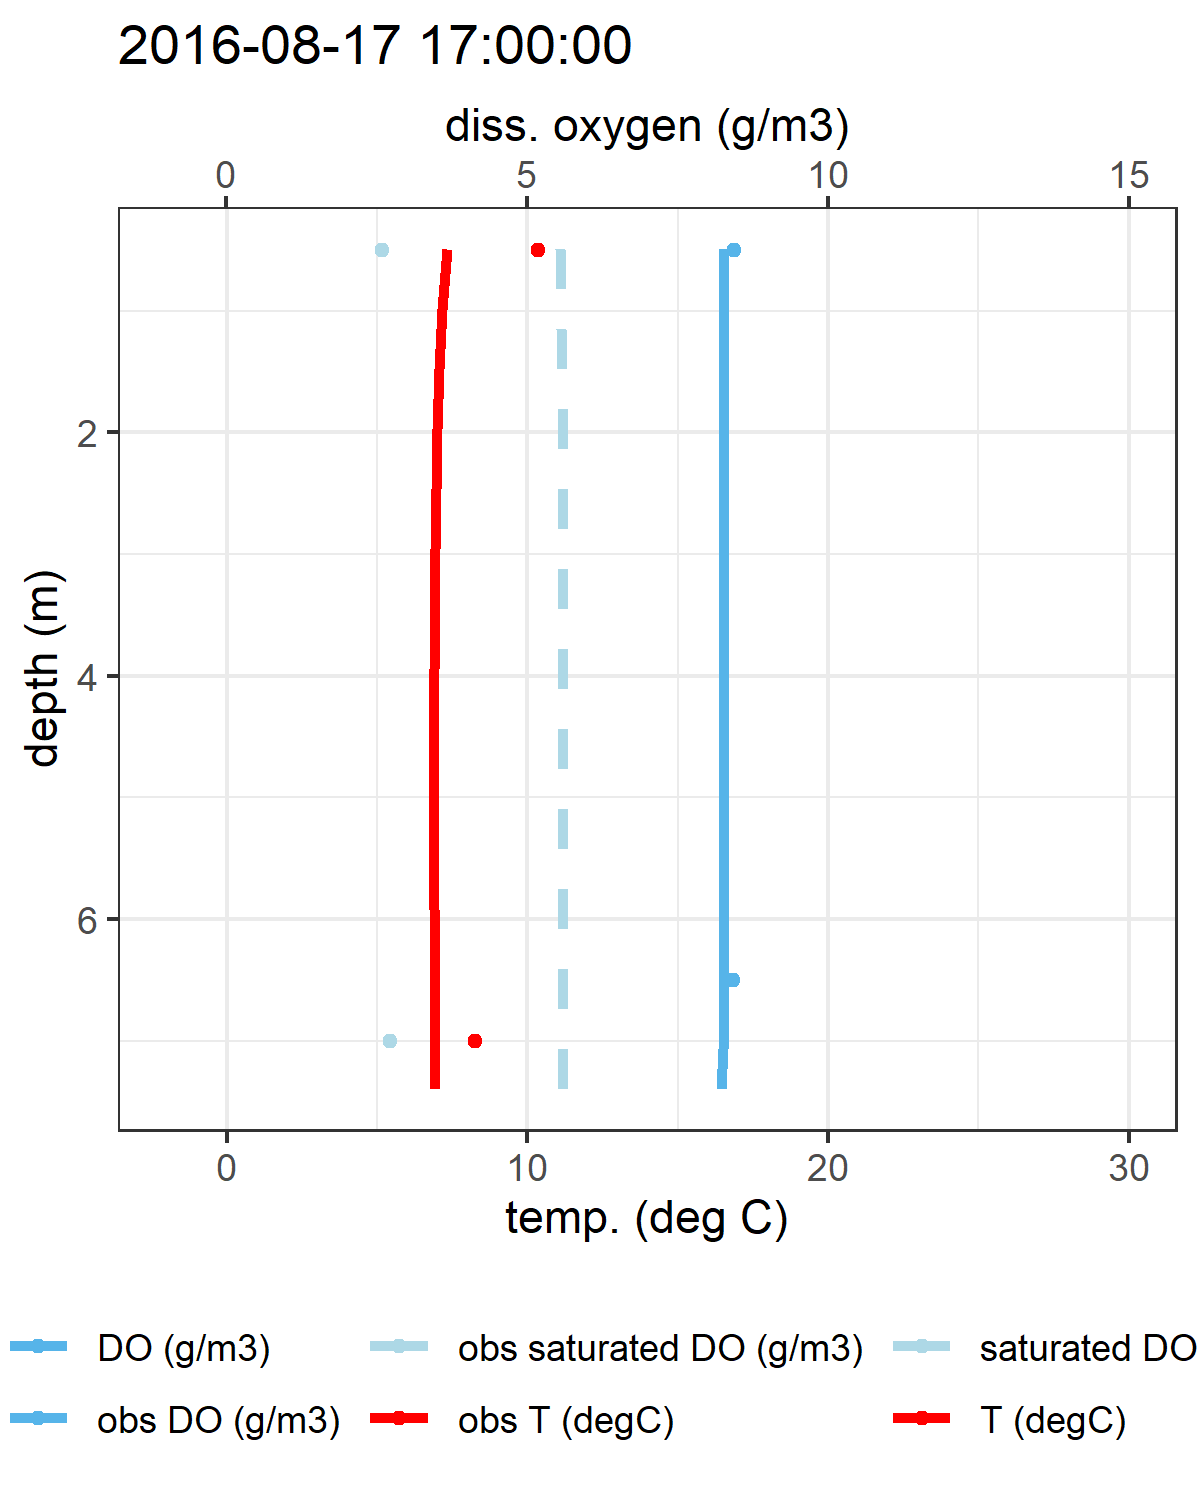 2016-08-17 17:00:00
diss. oxygen (g/m3)
0 5 10 15
depth (m)
2
4
6
0 10 20 30
temp. (deg C)
DO (g/m3) obs saturated DO (g/m3) saturated DO
obs DO (g/m3) obs T (degC) T (degC)